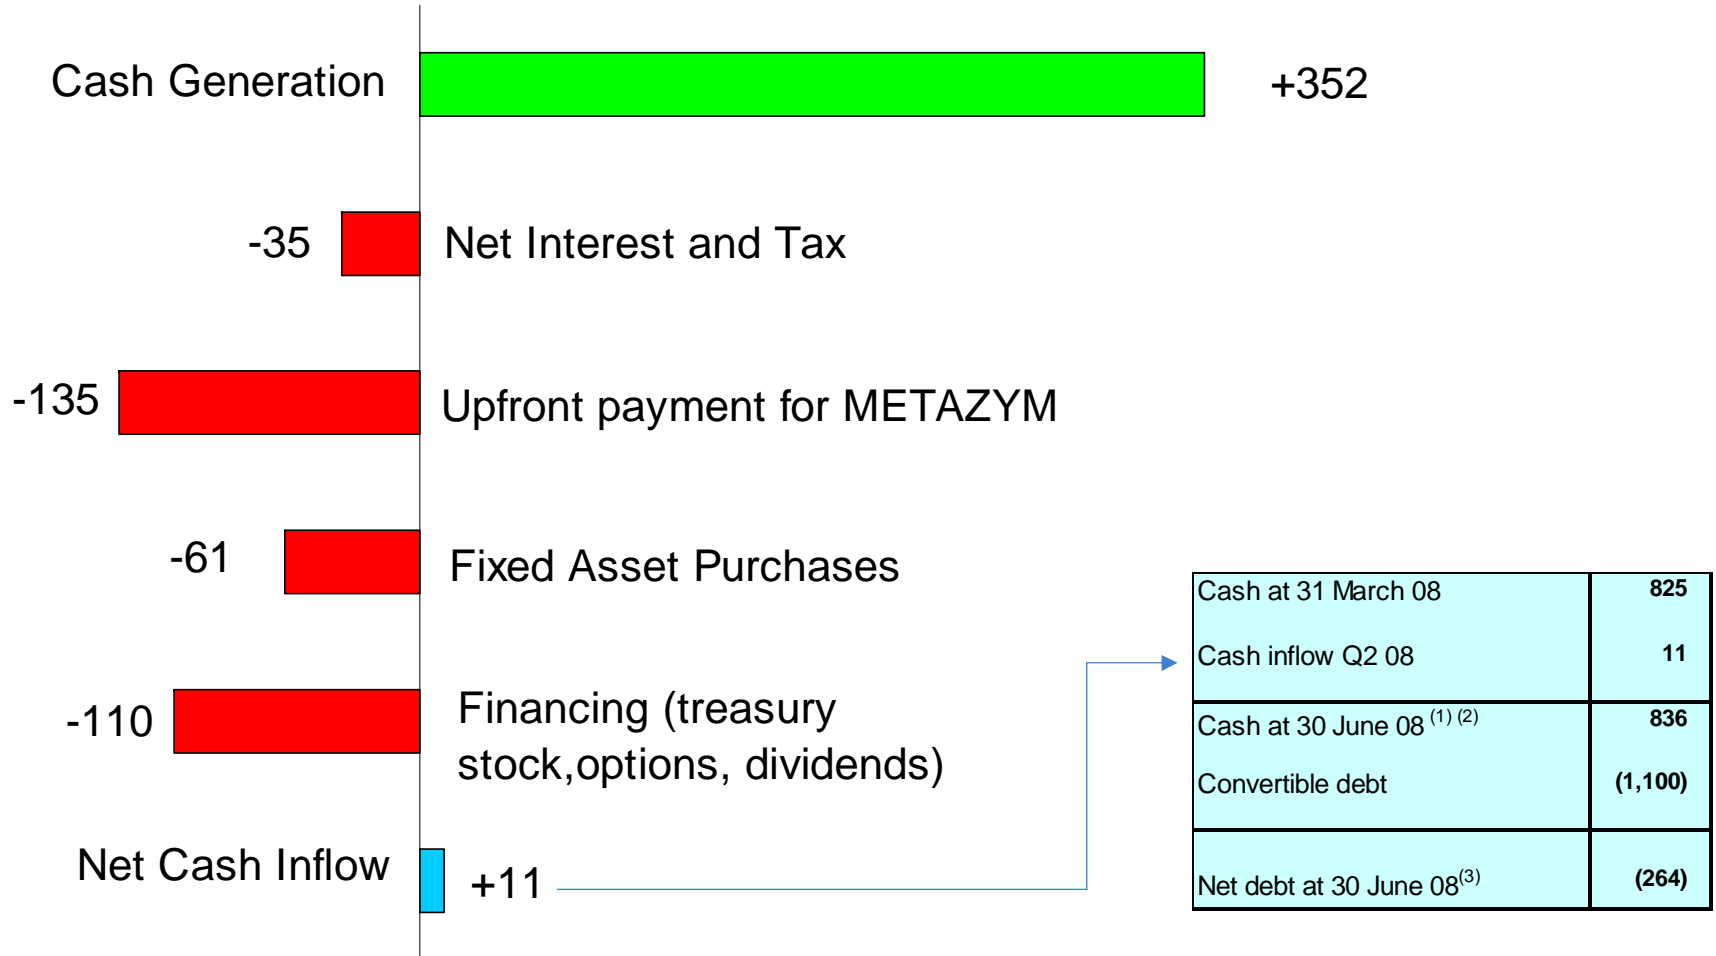 Cash Generation +352
-35 Net Interest and Tax
-135 Upfront payment for METAZYM
-61 Fixed Asset Purchases
-110 Financing (treasury
stock,options, dividends)
Net Cash Inflow +11
Cash at 31 March 08 825
Cash inflow Q2 08 11
Cash at 30 June 08 (1) (2) 836
Convertible debt (1,100)
Net debt at 30 June 08(3) (264)